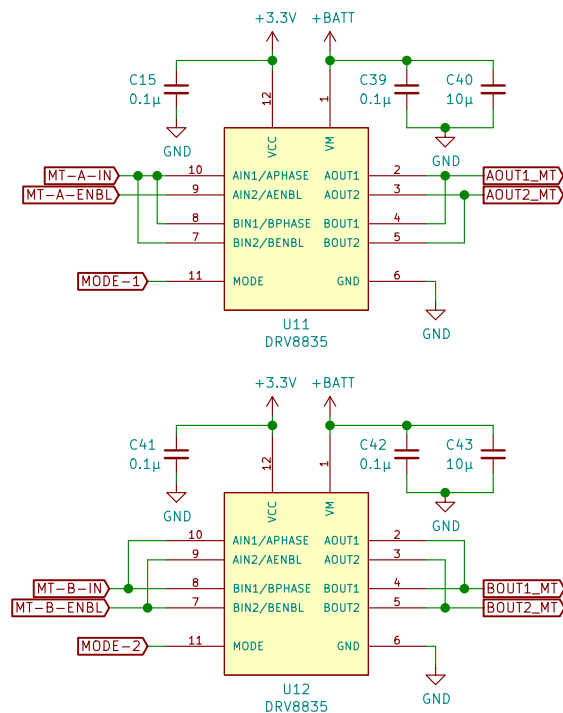 +3.3V +BATT
C15 0.1µ
C39 0.1µ
C40 10µ
GND
GND
12 VCC
1 VM
MT-A-IN 10 AIN1/APHASE AOUT1 2 AOUT1_MT
MT-A-ENBL 9 AIN2/AENBL AOUT2 3 AOUT2_MT
8 BIN1/BPHASE BOUT1 4
7 BIN2/BENBL BOUT2 5
MODE-1 11 MODE GND 6
GND
U11
DRV8835
+3.3V +BATT
C41 0.1µ
C42 0.1µ
C43 10µ
GND
GND
12 VCC
1 VM
10 AIN1/APHASE AOUT1 2
9 AIN2/AENBL AOUT2 3
MT-B-IN 8 BIN1/BPHASE BOUT1 4 BOUT1_MT
MT-B-ENBL 7 BIN2/BENBL BOUT2 5 BOUT2_MT
MODE-2 11 MODE GND 6
GND
U12
DRV8835